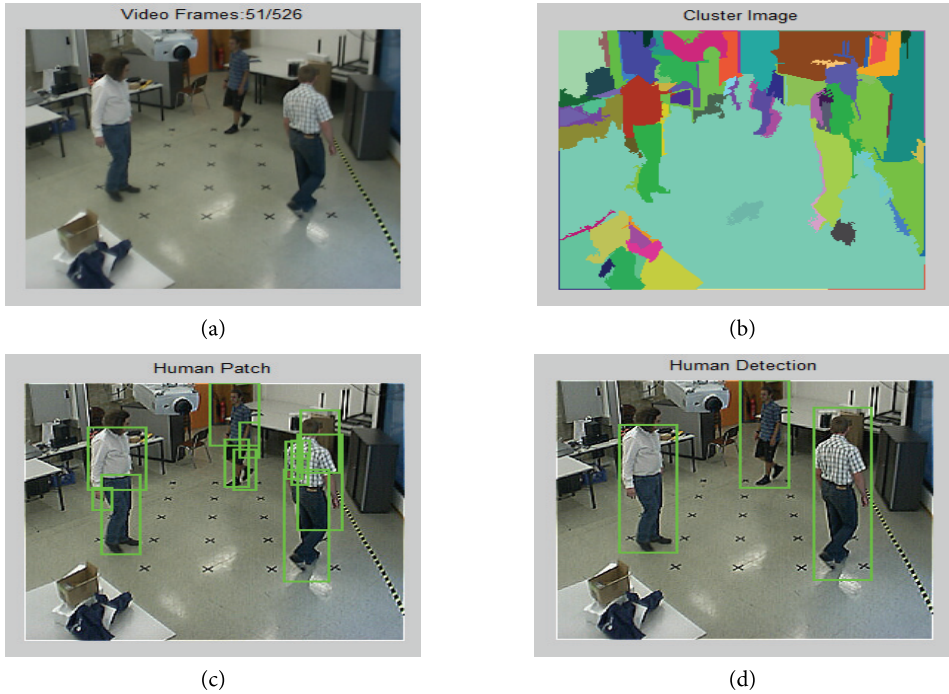 Video Frames:51/526
Cluster Image
(a)
(b)
Human Patch
Human Detection
(c)
(d)